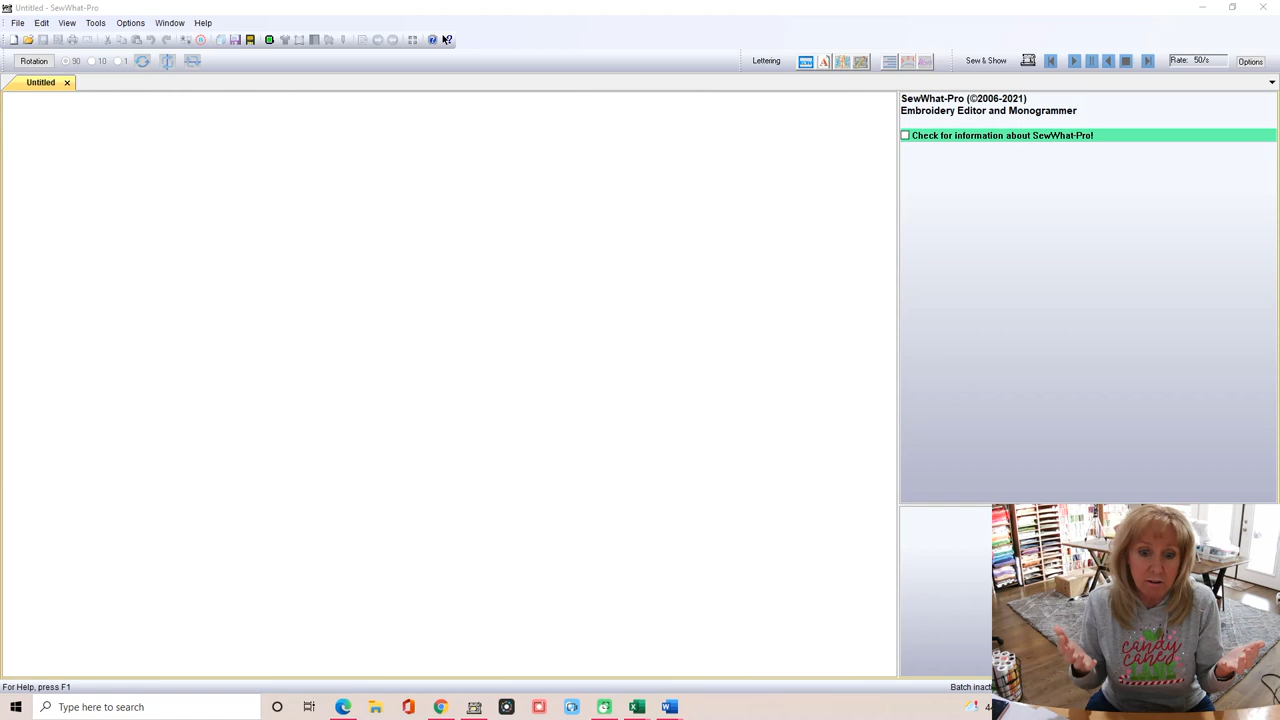 Untitled - SewWhat-Pro
File Edit View Tools Options Window Help
Rotation 90 10 1 Lettering Sew & Show Rate: 50/s Options
Untitled
SewWhat-Pro (©2006-2021)
Embroidery Editor and Monogrammer
Check for information about SewWhat-Pro!
candy
cane
LANE
For Help, press F1
Batch
Type here to search